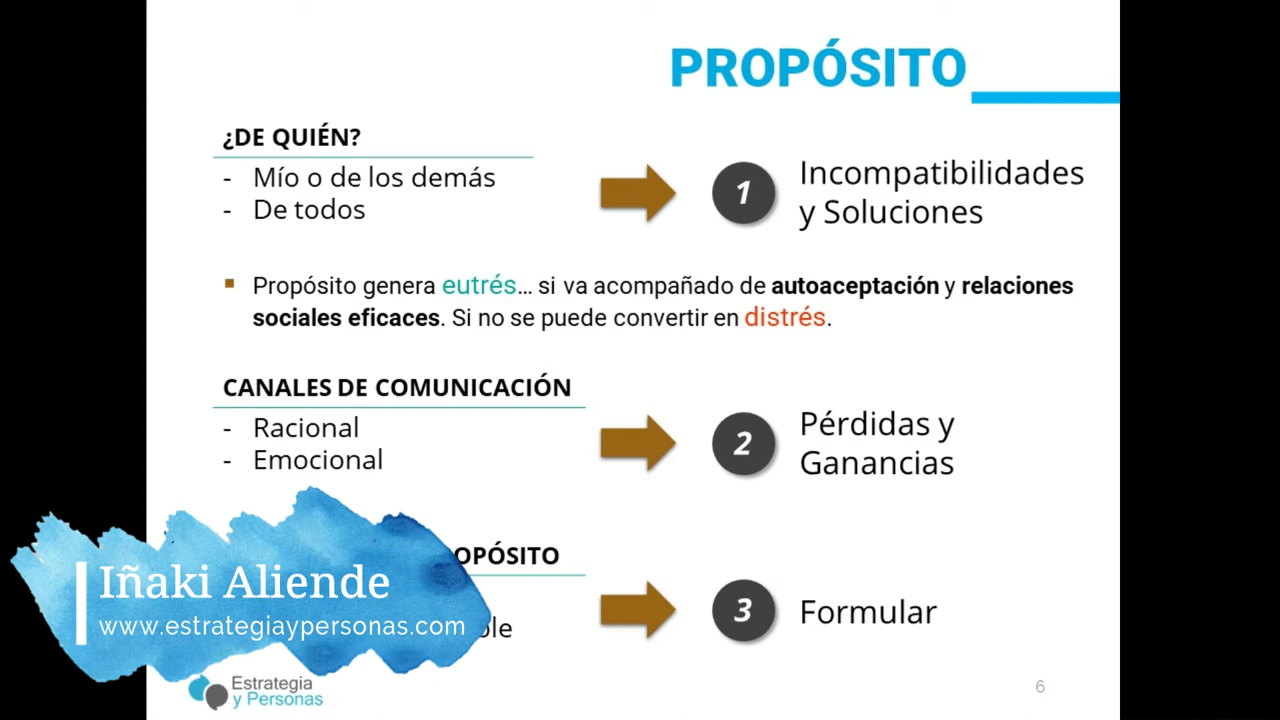 PROPÓSITO
¿DE QUIÉN?
- Mío o de los demás
- De todos
1
Incompatibilidades
y Soluciones
Propósito genera eutrés... si va acompañado de autoaceptación y relaciones
sociales eficaces. Si no se puede convertir en distrés.
CANALES DE COMUNICACIÓN
- Racional
- Emocional
2
Pérdidas y
Ganancias
3
Formular
Iñaki Aliende
www.estrategiaypersonas.com
Estrategia
y Personas
6